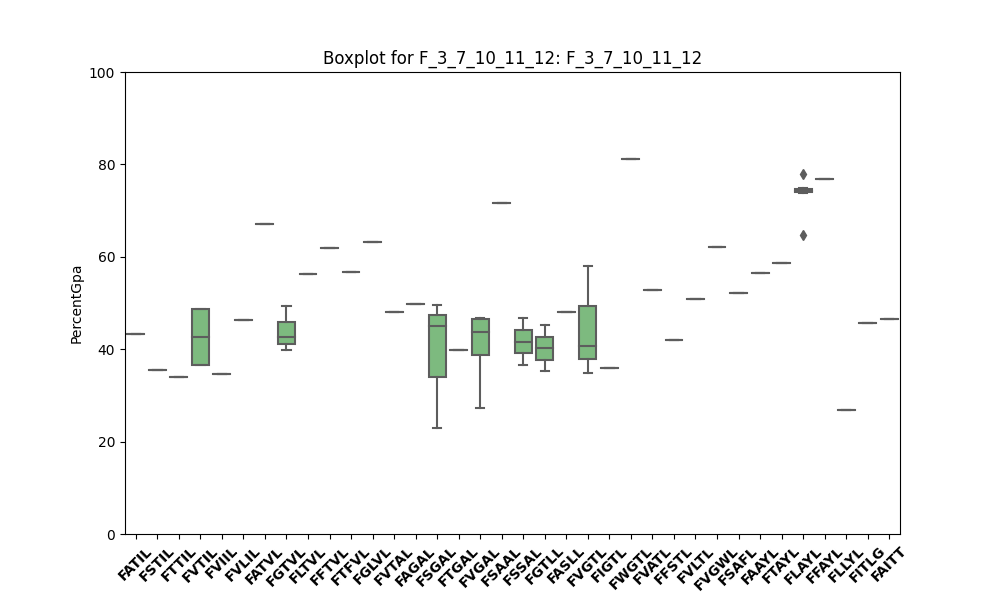 Boxplot for F_3_7_10_11_12: F_3_7_10_11_12
100
80
60
40
20
0
PercentGpa
FATIL
FSTIL
FTTIL
FVTIL
FVIIL
FVLIL
FATVL
FGTVL
FLTVL
FFTVL
FTFVL
FGLVL
FVTAL
FAGAL
FSGAL
FTGAL
FVGAL
FSAAL
FSSAL
FGTLL
FASLL
FVGTL
FIGTL
FWGTL
FVATL
FFSTL
FVLTL
FVGWL
FSAFL
FAAYL
FTAYL
FLAYL
FFAYL
FLLYL
FITLG
FAITT